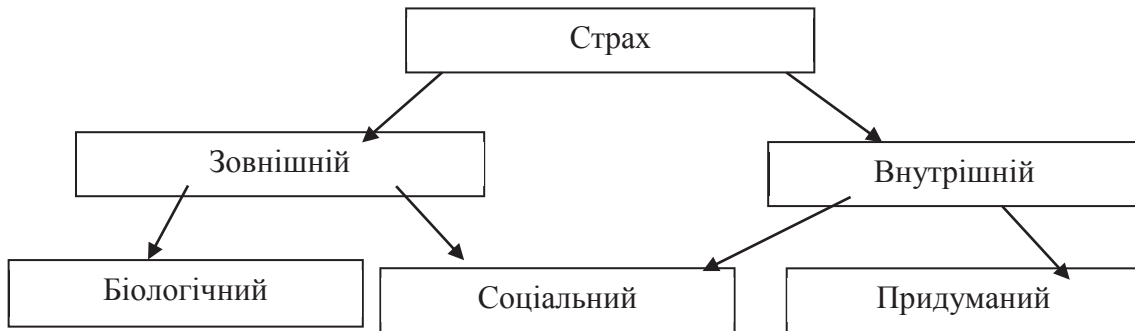 Страх
Зовнішній
Внутрішній
Біологічний
Соціальний
Придуманий